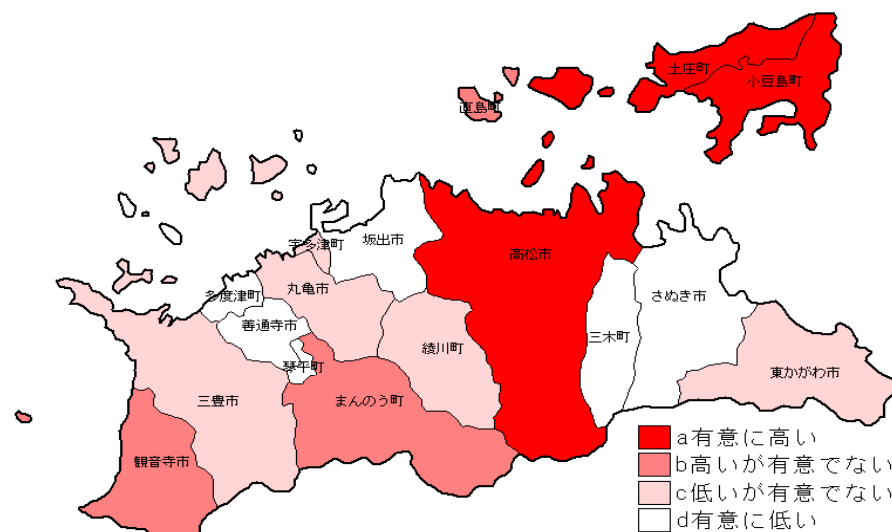 土庄町
小豆島町
直島町
宇多津町
坂出市
高松市
多度津町
丸亀市
さぬき市
善通寺市
綾川町
三木町
琴平町
東かがわ市
三豊市
まんのう町
観音寺市
a有意に高い
b高いが有意でない
c低いが有意でない
d有意に低い